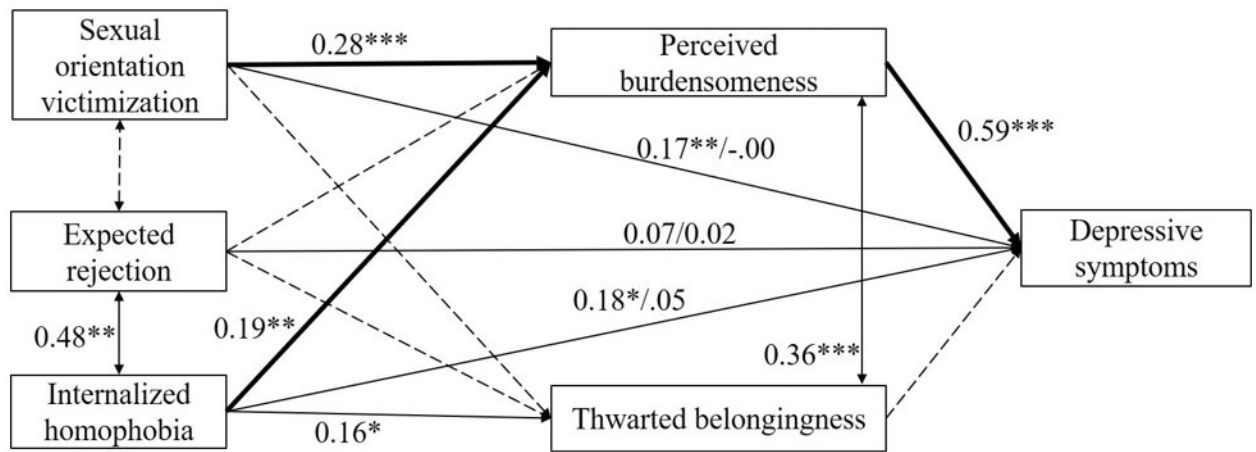 Sexual
orientation
victimization
0.28***
Perceived
burdensomeness
0.59***
0.17**/-.00
Expected
rejection
0.07/0.02
Depressive
symptoms
0.18*/.05
0.48**
0.19**
0.36***
Internalized
homophobia
0.16*
Thwarted belongingness